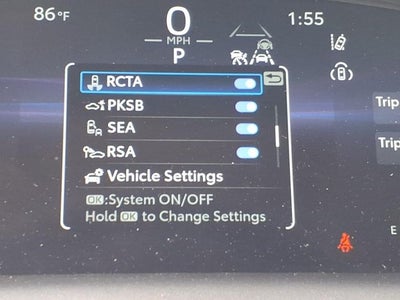 86°F
0
1:55
MPH
P
RCTA
PKSB
Trip
SEA
RSA
Trip
Vehicle Settings
OK:System ON/OFF
Hold OK to Change Settings
E